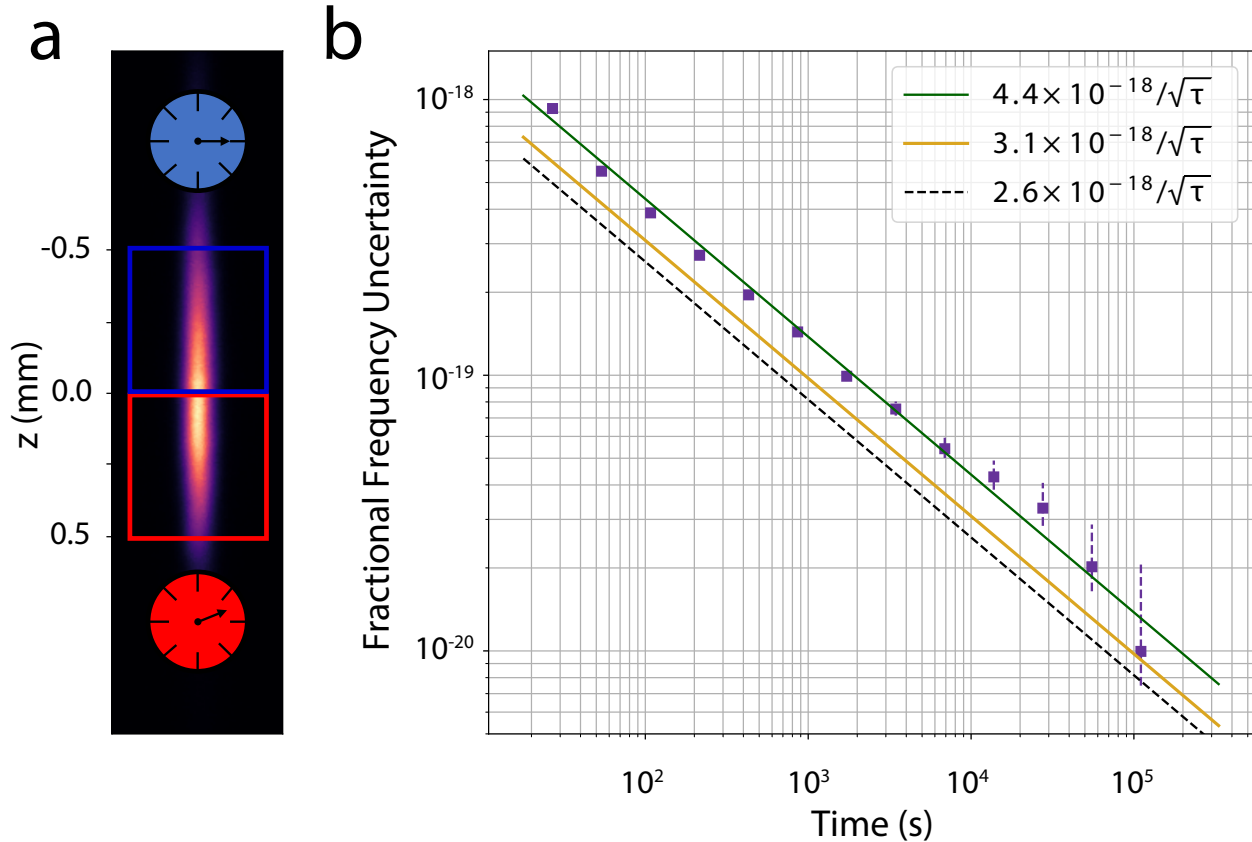 a
b
-0.5
0.0
0.5
z (mm)
Fractional Frequency Uncertainty
10⁻¹⁸
10⁻¹⁹
10⁻²⁰
4.4 × 10⁻¹⁸/√τ
3.1 × 10⁻¹⁸/√τ
2.6 × 10⁻¹⁸/√τ
10² 10³ 10⁴ 10⁵
Time (s)